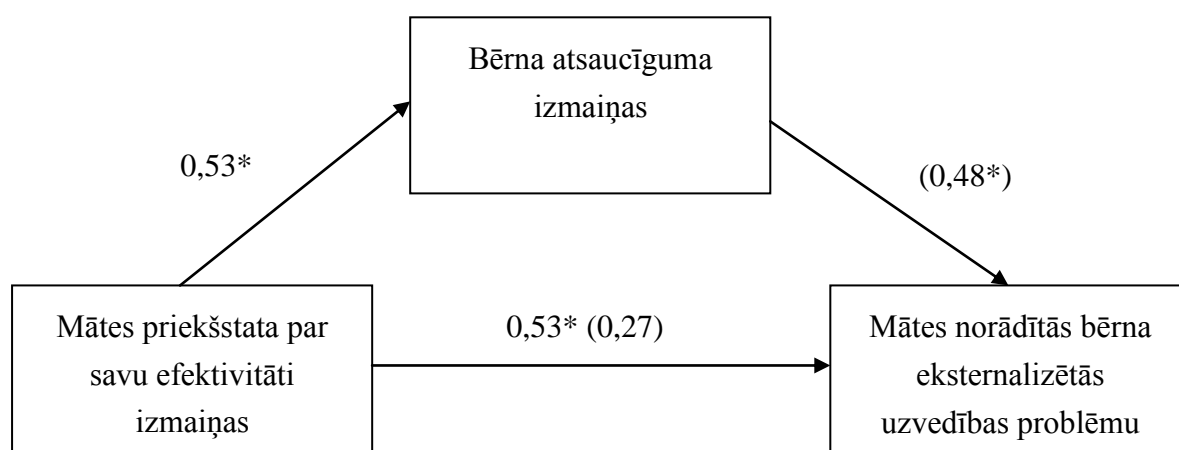 Bērna atsaucīguma
izmaiņas
0,53*
(0,48*)
Mātes priekšstata par
savu efektivitāti
izmaiņas
0,53* (0,27)
Mātes norādītās bērna
eksternalizētās
uzvedības problēmu